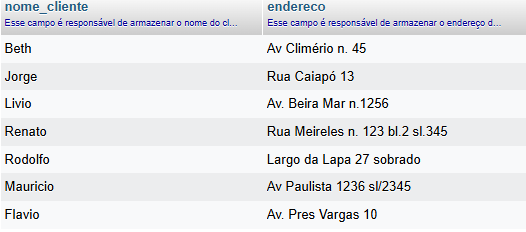 nome_cliente endereco
Esse campo é responsável de armazenar o nome do cl... Esse campo é responsável de armazenar o endereço d...
Beth Av Climério n. 45
Jorge Rua Caiapó 13
Livio Av. Beira Mar n.1256
Renato Rua Meireles n. 123 bl.2 sl.345
Rodolfo Largo da Lapa 27 sobrado
Mauricio Av Paulista 1236 sl/2345
Flavio Av. Pres Vargas 10